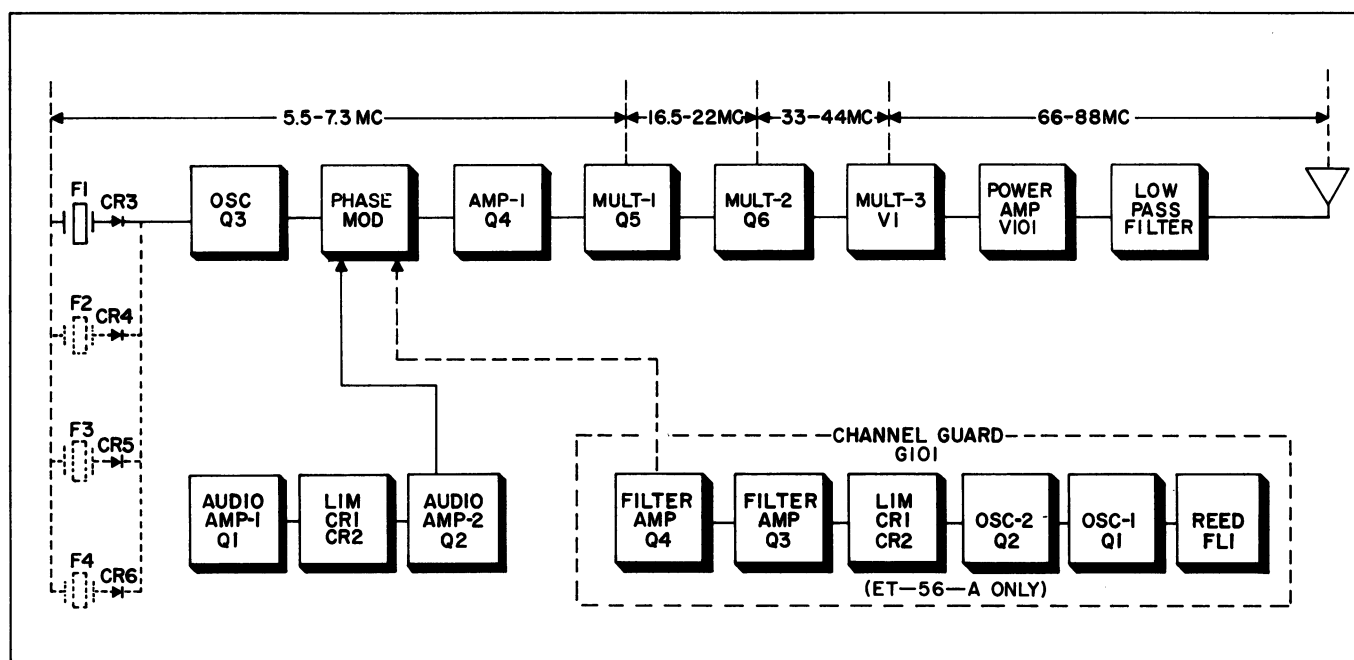 5.5-7.3 MC
16.5-22MC
33-44MC
66-88MC
F1
CR3
OSC
Q3
PHASE
MOD
AMP-1
Q4
MULT-1
Q5
MULT-2
Q6
MULT-3
V1
POWER
AMP
V101
LOW
PASS
FILTER
F2
CR4
F3
CR5
F4
CR6
AUDIO
AMP-1
Q1
LIM
CR1
CR2
AUDIO
AMP-2
Q2
CHANNEL GUARD
G101
FILTER
AMP
Q4
FILTER
AMP
Q3
LIM
CR1
CR2
OSC-2
Q2
OSC-1
Q1
REED
FL1
(ET-56-A ONLY)